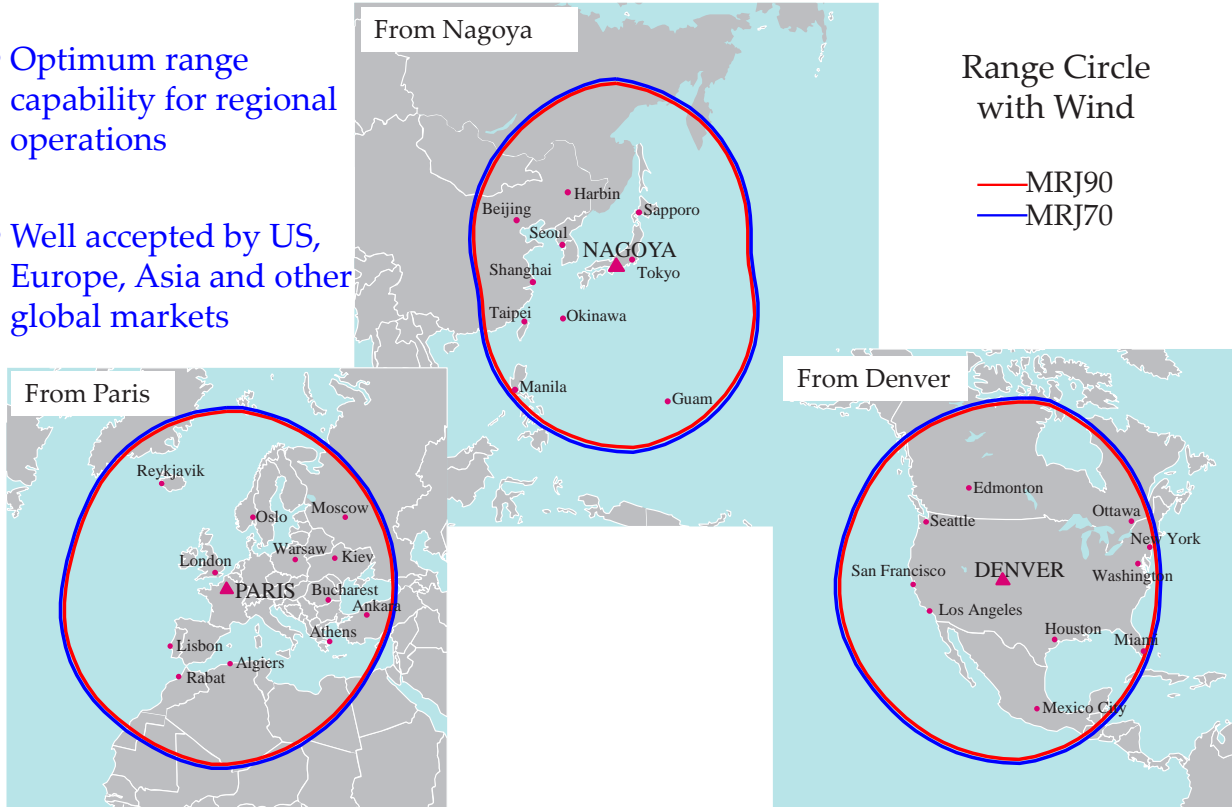 Optimum range
capability for regional
operations
Well accepted by US,
Europe, Asia and other
global markets
From Nagoya
Harbin
Beijing
Sapporo
Seoul
NAGOYA
Tokyo
Shanghai
Taipei
Okinawa
Manila
Guam
Range Circle
with Wind
MRJ90
MRJ70
From Paris
Reykjavik
Oslo
Moscow
Warsaw
Kiev
London
PARIS
Bucharest
Ankara
Athens
Lisbon
Algiers
Rabat
From Denver
Edmonton
Seattle
Ottawa
New York
San Francisco
DENVER
Washington
Los Angeles
Houston
Miami
Mexico City